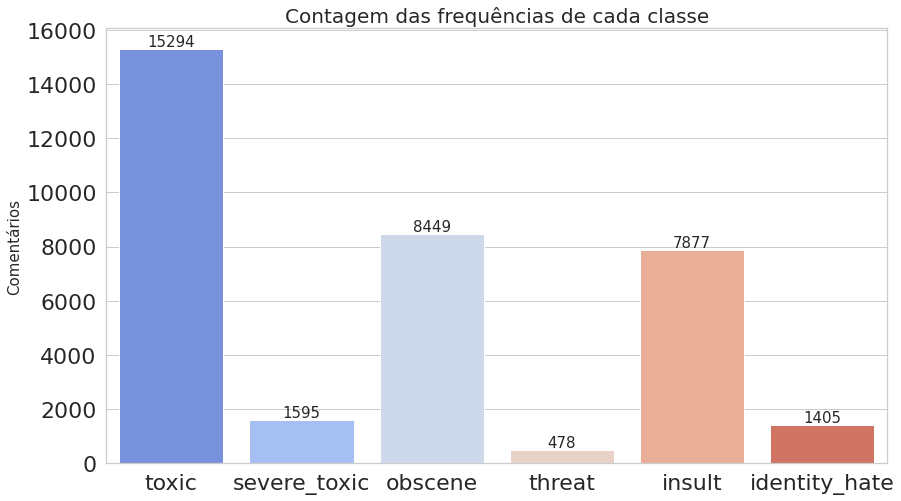 Contagem das frequências de cada classe
Comentários
16000
14000
12000
10000
8000
6000
4000
2000
0
15294
1595
8449
478
7877
1405
toxic
severe_toxic
obscene
threat
insult
identity_hate